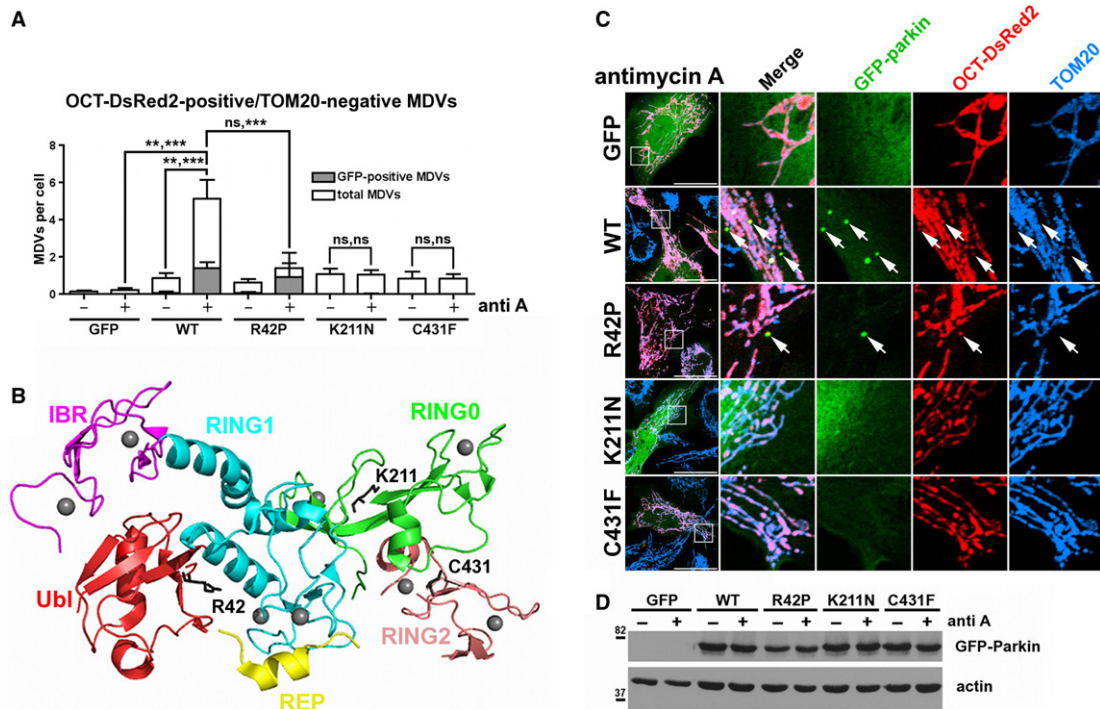 A
OCT-DsRed2-positive/TOM20-negative MDVs
MDVs per cell
8
6
4
2
0
**,***
**,***
ns,***
ns,ns
ns,ns
GFP-positive MDVs
total MDVs
– + – + – + – + – + anti A
GFP WT R42P K211N C431F
B
IBR
RING1
RING0
K211
Ubl
R42
C431
RING2
REP
C
antimycin A
Merge
GFP-parkin
OCT-DsRed2
TOM20
GFP
WT
R42P
K211N
C431F
D
GFP WT R42P K211N C431F
– + – + – + – + – + anti A
82
GFP-Parkin
37
actin